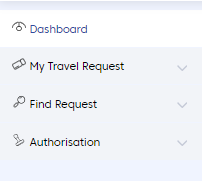 Dashboard
My Travel Request
Find Request
Authorisation